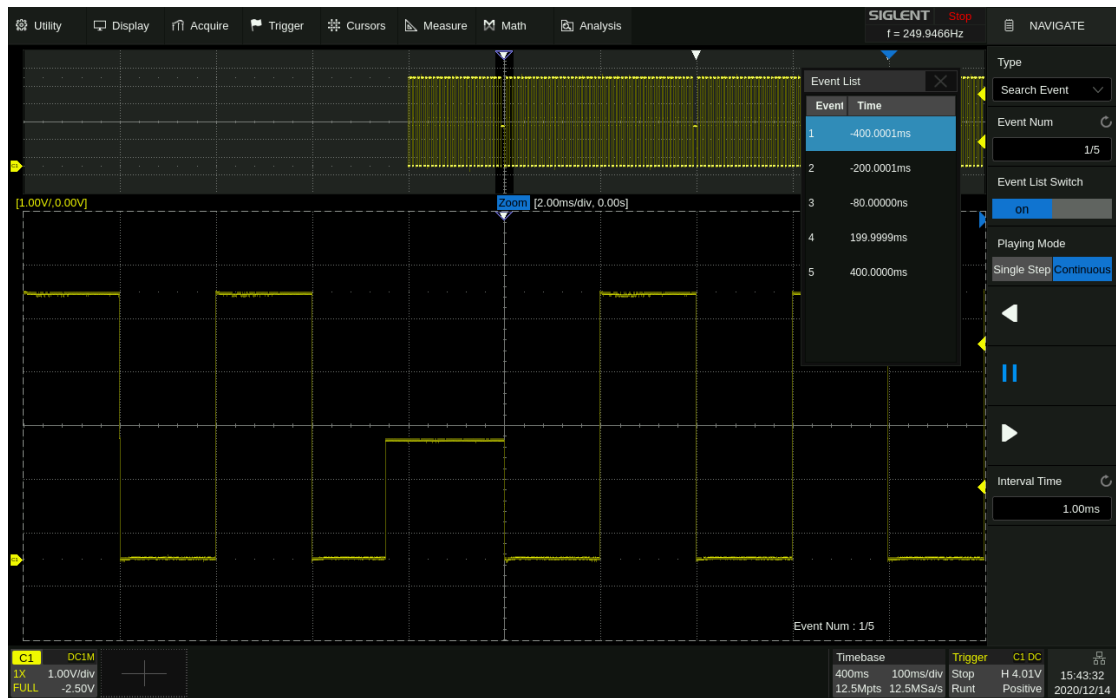 Utility Display Acquire Trigger Cursors Measure Math Analysis
SIGLENT Stop
f = 249.9466Hz
NAVIGATE
Type
Search Event
Event Num
1/5
Event List Switch
on
Playing Mode
Single Step Continuous
Interval Time
1.00ms
Event List
Event Time
1 -400.0001ms
2 -200.0001ms
3 -80.00000ns
4 199.9999ms
5 400.0000ms
[1.00V/,0.00V]
Zoom [2.00ms/div, 0.00s]
Event Num : 1/5
C1 DC1M
1X 1.00V/div
FULL -2.50V
Timebase
400ms 100ms/div
12.5Mpts 12.5MSa/s
Trigger C1 DC
Stop H 4.01V
Runt Positive
15:43:32
2020/12/14